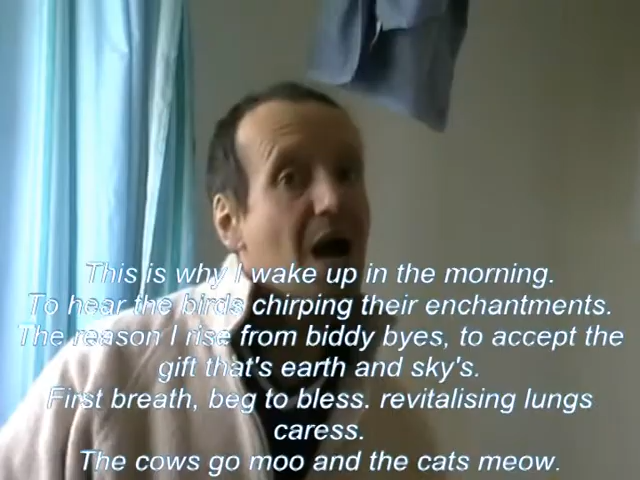 This is why I wake up in the morning.
To hear the birds chirping their enchantments.
The reason I rise from biddy byes, to accept the
gift that's earth and sky's.
First breath, beg to bless. revitalising lungs
caress.
The cows go moo and the cats meow.